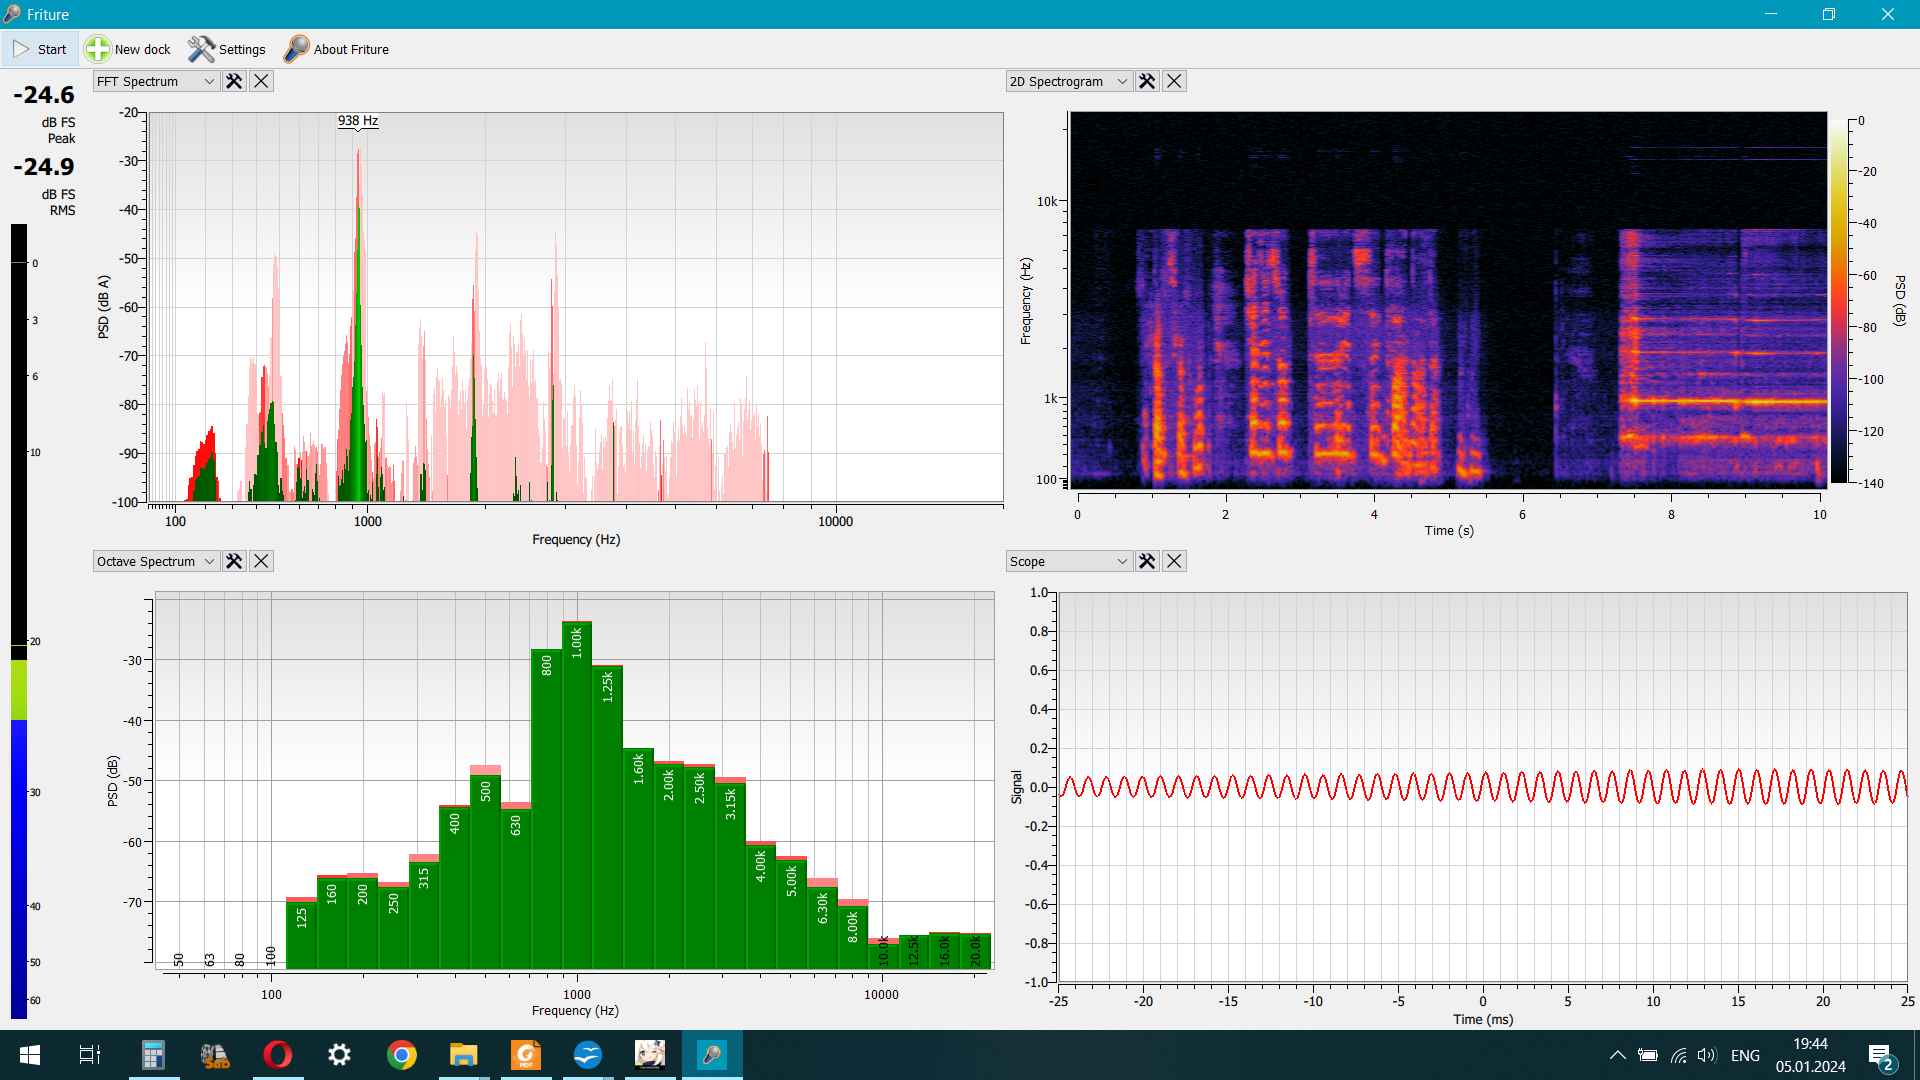 Friture
Start New dock Settings About Friture
-24.6
dB FS
Peak
-24.9
dB FS
RMS
0
3
6
10
20
30
40
50
60
FFT Spectrum
938 Hz
PSD (dB A)
-20
-30
-40
-50
-60
-70
-80
-90
-100
100 1000 10000
Frequency (Hz)
2D Spectrogram
Frequency (Hz)
10k
1k
100
0 2 4 6 8 10
Time (s)
0
-20
-40
-60
-80
-100
-120
-140
PSD (dB)
Octave Spectrum
PSD (dB)
-30
-40
-50
-60
-70
50 63 80 100 125 160 200 250 315 400 500 630 800 1.00k 1.25k 1.60k 2.00k 2.50k 3.15k 4.00k 5.00k 6.30k 8.00k 10.0k 12.5k 16.0k 20.0k
100 1000 10000
Frequency (Hz)
Scope
Signal
1.0
0.8
0.6
0.4
0.2
0.0
-0.2
-0.4
-0.6
-0.8
-1.0
-25 -20 -15 -10 -5 0 5 10 15 20 25
Time (ms)
Sab
PDF
ENG
19:44
05.01.2024
2